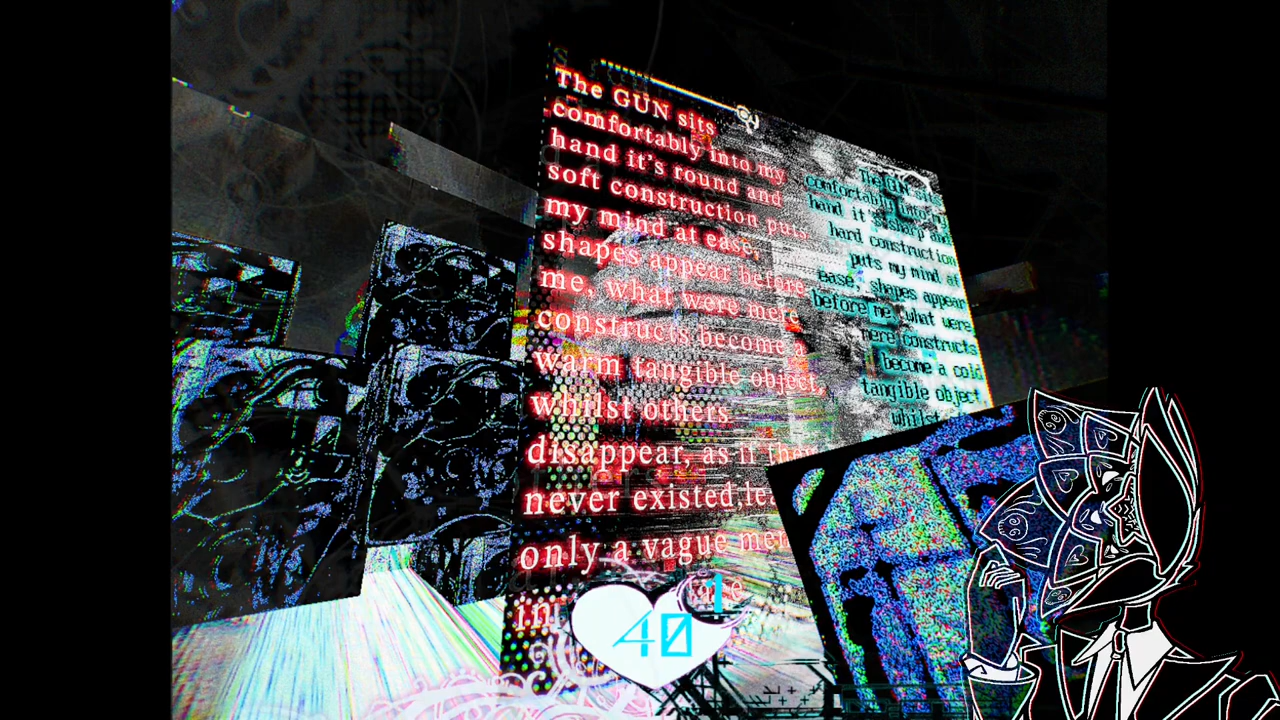 The GUN sits
comfortably into my
hand it's round and
soft construction puts
my mind at ease,
shapes appear before
me, what were mere
constructs become a
warm tangible object,
whilst others
disappear, as if they
never existed,
only a vague
The GUN sits
comfortably into my
hand it's sharp and
hard construction
puts my mind at
ease, shapes appear
before me, what were
mere constructs
become a cold
tangible object
40
1